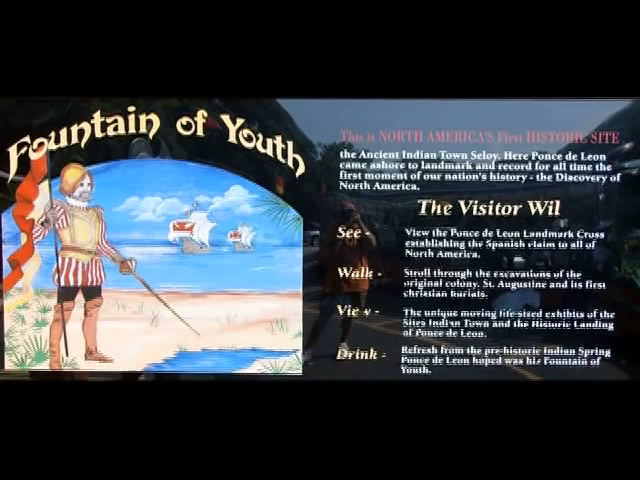 Fountain of Youth
This is NORTH AMERICA'S First HISTORIC SITE
the Ancient Indian Town Seloy. Here Ponce de Leon
came ashore to landmark and record for all time the
first moment of our nation's history - the Discovery of
North America.
The Visitor Wil
See - View the Ponce de Leon Landmark Cross
establishing the Spanish claim to all of
North America.
Walk - Stroll through the excavations of the
original colony, St. Augustine and its first
christian burials.
Vie - The unique moving life-sized exhibits of the
Sites Indian Town and the Historic Landing
of Ponce de Leon.
Drink - Refresh from the pre-historic Indian Spring
Ponce de Leon hoped was his Fountain of
Youth.